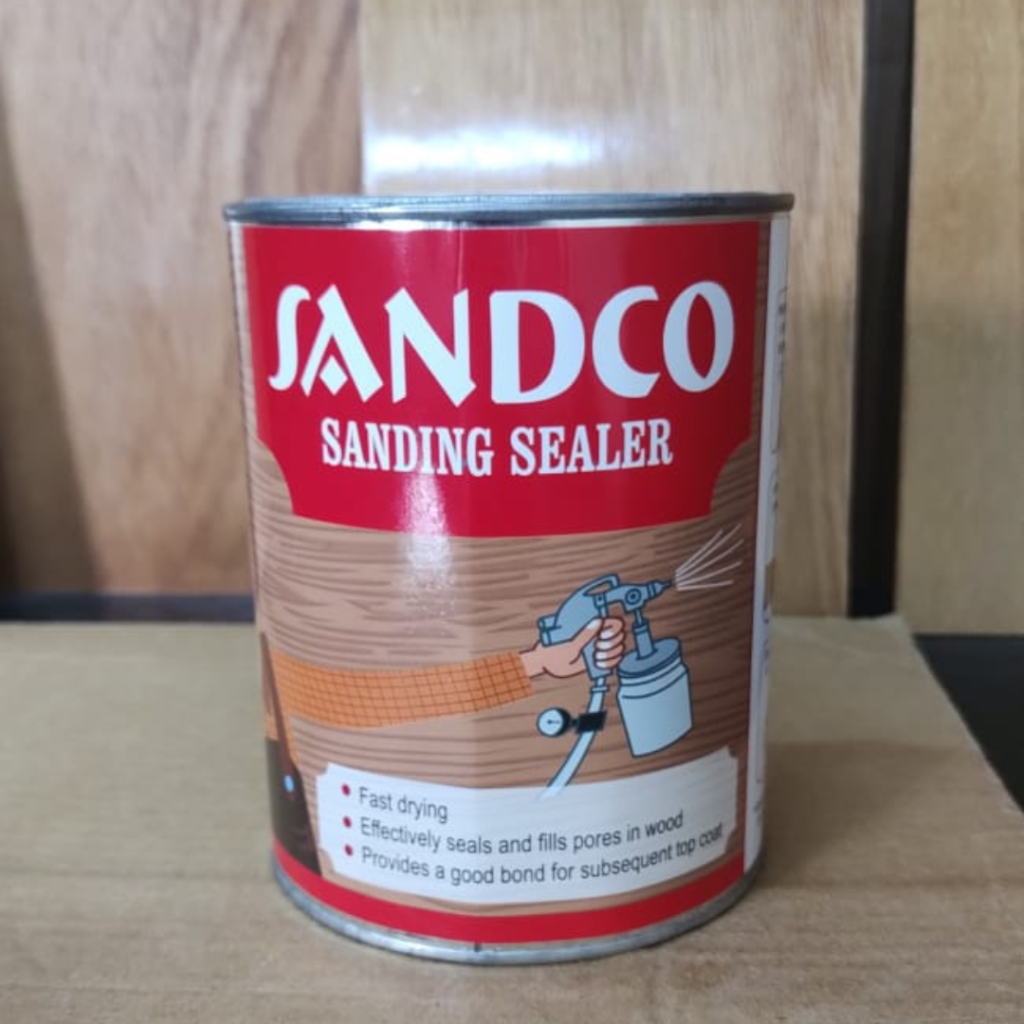 SANDCO
SANDING SEALER
Fast drying
Effectively seals and fills pores in wood
Provides a good bond for subsequent top coat